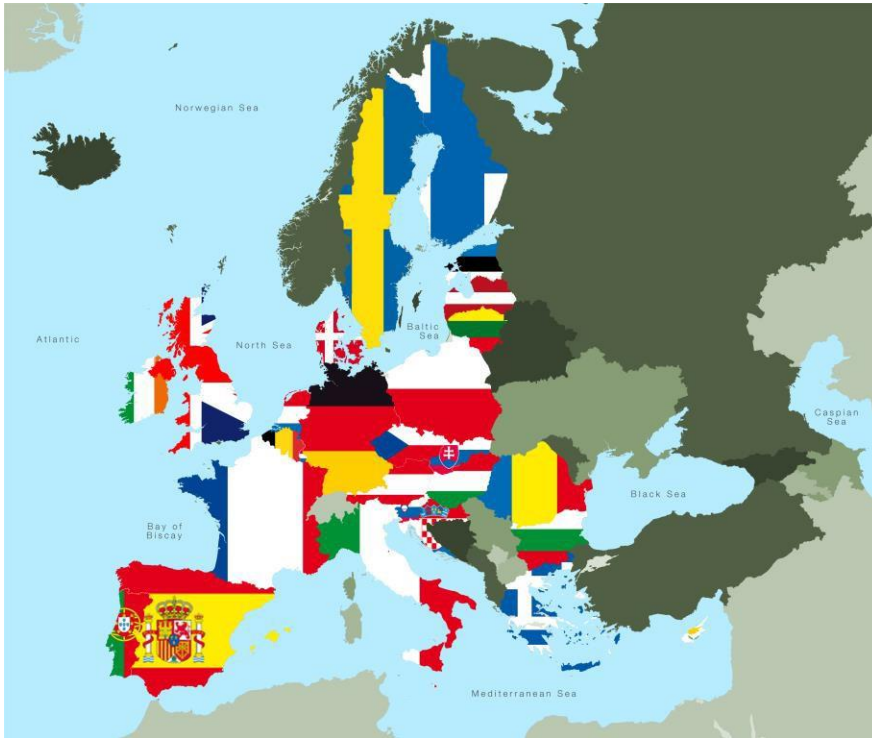 Norwegian Sea
Atlantic
North Sea
Baltic
Sea
Caspian
Sea
Black Sea
Bay of
Biscay
Mediterranean Sea